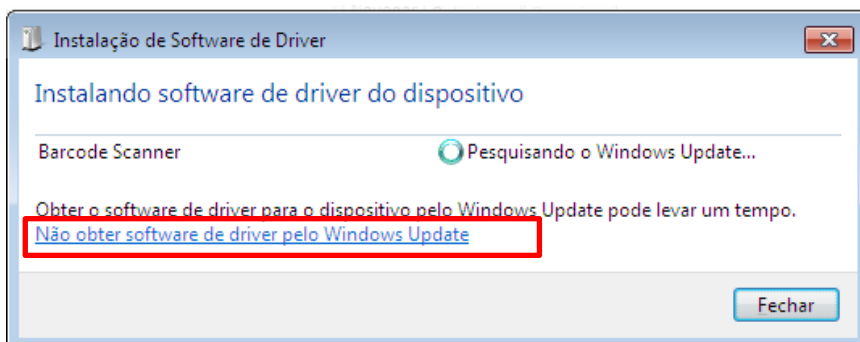 Instalação de Software de Driver
Instalando software de driver do dispositivo
Barcode Scanner Pesquisando o Windows Update...
Obter o software de driver para o dispositivo pelo Windows Update pode levar um tempo.
Não obter software de driver pelo Windows Update
Fechar